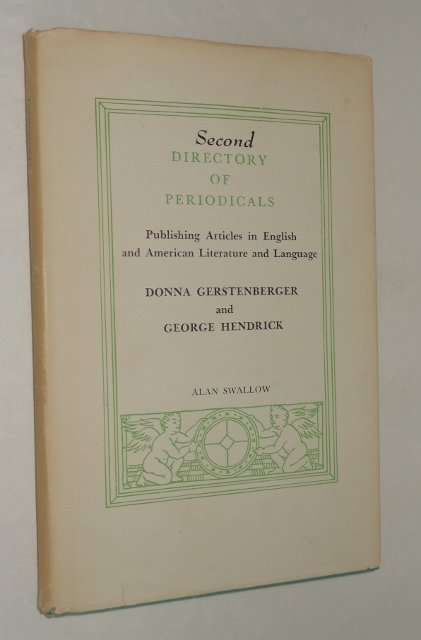 Second
DIRECTORY
OF
PERIODICALS
Publishing Articles in English
and American Literature and Language
DONNA GERSTENBERGER
and
GEORGE HENDRICK
ALAN SWALLOW